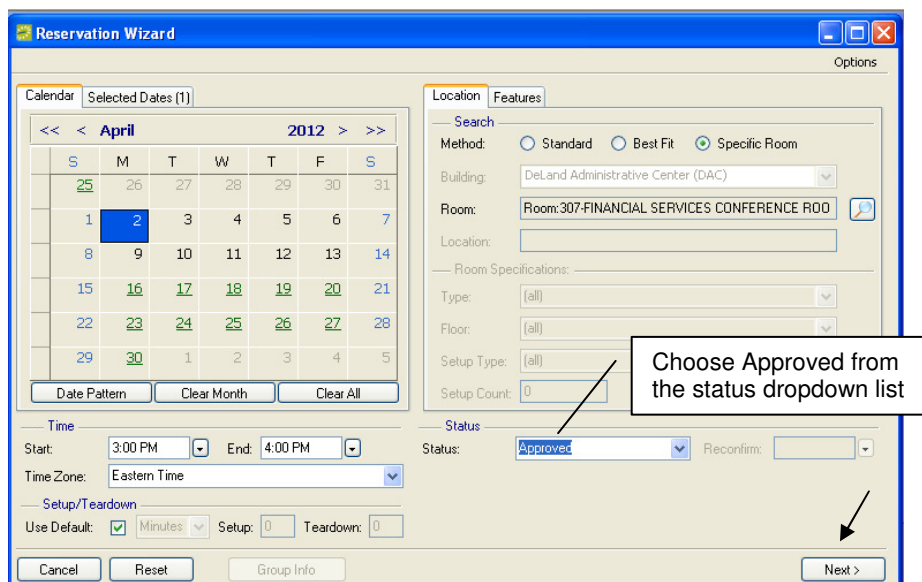 Reservation Wizard
Options
Calendar Selected Dates (1)
<< < April 2012 > >>
S M T W T F S
25 26 27 28 29 30 31
1 2 3 4 5 6 7
8 9 10 11 12 13 14
15 16 17 18 19 20 21
22 23 24 25 26 27 28
29 30 1 2 3 4 5
Date Pattern Clear Month Clear All
Location Features
Search
Method: Standard Best Fit Specific Room
Building: DeLand Administrative Center (DAC)
Room: Room:307-FINANCIAL SERVICES CONFERENCE ROO
Location:
Room Specifications:
Type: (all)
Floor: (all)
Setup Type: (all)
Setup Count: 0
Choose Approved from
the status dropdown list
Time
Start: 3:00 PM End: 4:00 PM
Time Zone: Eastern Time
Setup/Teardown
Use Default: Minutes Setup: 0 Teardown: 0
Status
Status: Approved Reconfirm:
Cancel Reset Group Info Next >